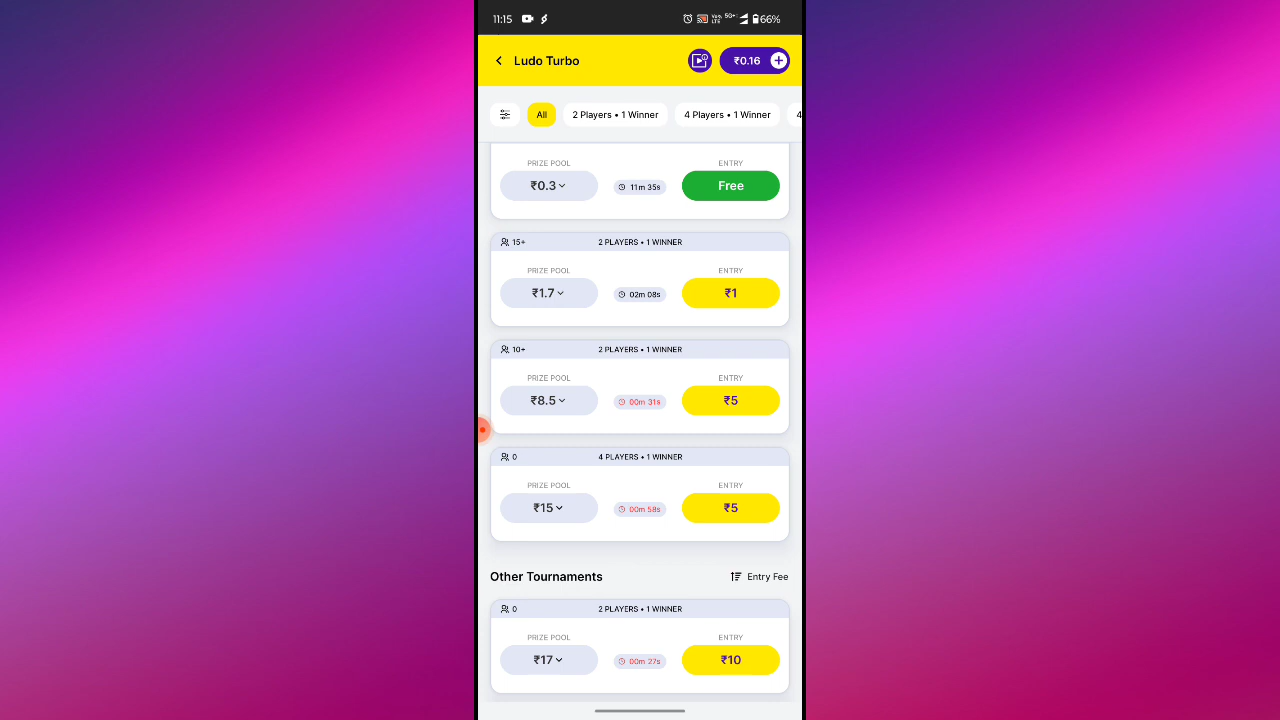 11:15 Vo)) LTE 5G+ 66%
Ludo Turbo ₹0.16
All 2 Players • 1 Winner 4 Players • 1 Winner 4
PRIZE POOL ENTRY
₹0.3 11m 35s Free
15+ 2 PLAYERS • 1 WINNER
PRIZE POOL ENTRY
₹1.7 02m 08s ₹1
10+ 2 PLAYERS • 1 WINNER
PRIZE POOL ENTRY
₹8.5 00m 31s ₹5
0 4 PLAYERS • 1 WINNER
PRIZE POOL ENTRY
₹15 00m 58s ₹5
Other Tournaments Entry Fee
0 2 PLAYERS • 1 WINNER
PRIZE POOL ENTRY
₹17 00m 27s ₹10